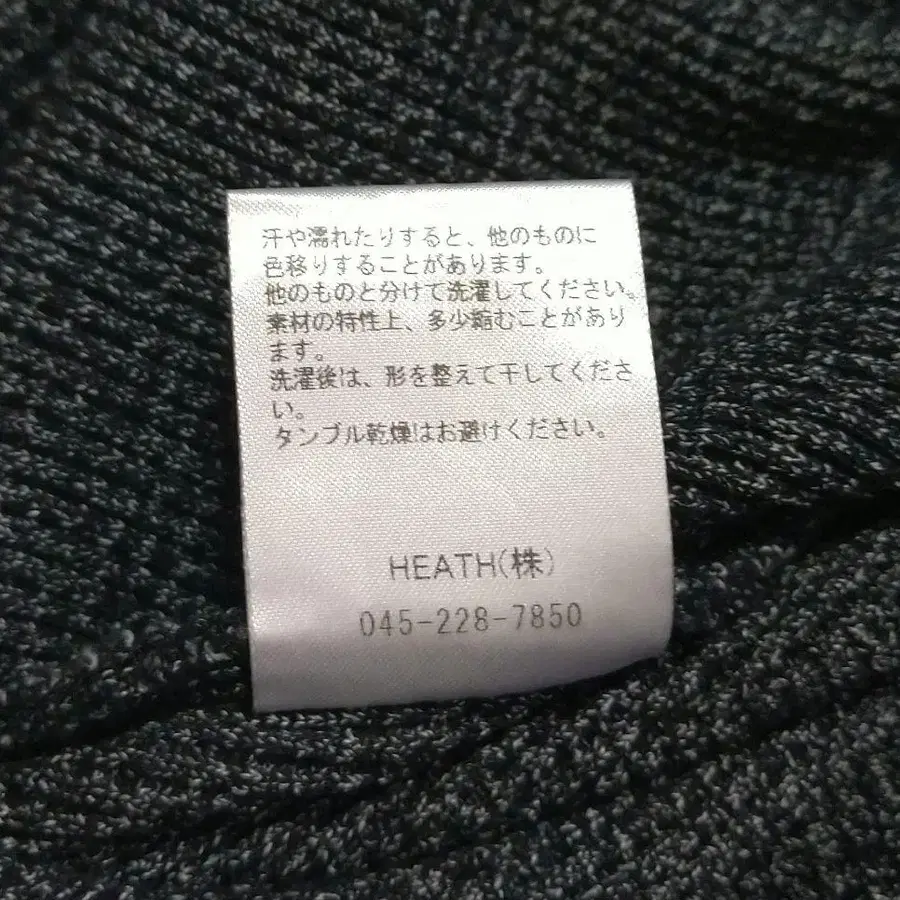 汗や濡れたりすると、他のものに
色移りすることがあります。
他のものと分けて洗濯してください。
素材の特性上、多少縮むことがあり
ます。
洗濯後は、形を整えて干してくださ
い。
タンブル乾燥はお避けください。
HEATH(株)
045-228-7850